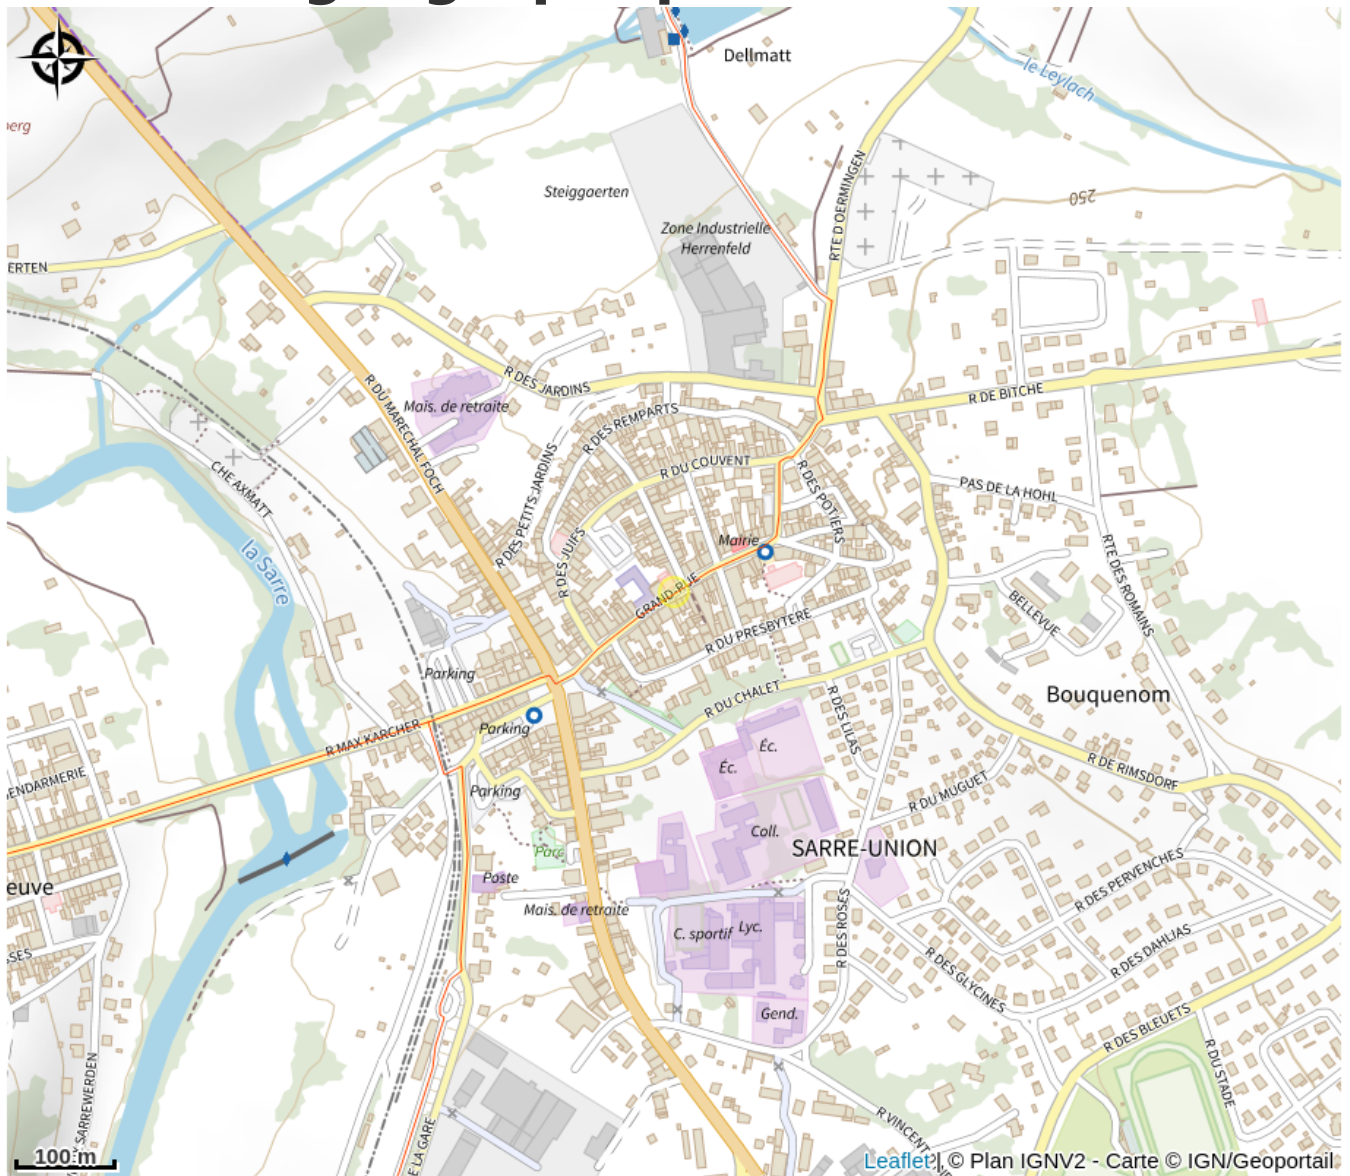 Dellmatt
le Leylach
berg
Steiggaerten
250
Zone Industrielle
Herrenfeld
RTE D'OERMINGEN
ERTEN
R DU MARECHAL FOCH
R DES JARDINS
R DE BITCHE
Mais. de retraite
R DES REMPARTS
R DU COUVENT
R DES PETITS JARDINS
R DES POTIERS
CHE AXMATT
PAS DE LA HOHL
la Sarre
R DES JUIFS
Mairie
RTE DES ROMAINS
GRAND-RUE
BELLEVUE
R DU PRESBYTERE
Parking
Bouquenom
R DU CHALET
R DES LILAS
R MAX KARCHER
Parking
Éc.
Éc.
R DE RIMSDORF
GENDARMERIE
Parking
R DU MUGUET
Coll.
SARRE-UNION
Parc
Poste
euve
R DES PERVENCHES
Mais. de retraite
C. sportif
Lyc.
R DES ROSES
R DES DAHLIAS
SSES
R DES GLYCINES
Gend.
R DES BLEUETS
R DU STADE
SARREWERDEN
E LA GARE
R VINCENT
100 m
Leaflet | © Plan IGNV2 - Carte © IGN/Geoportail